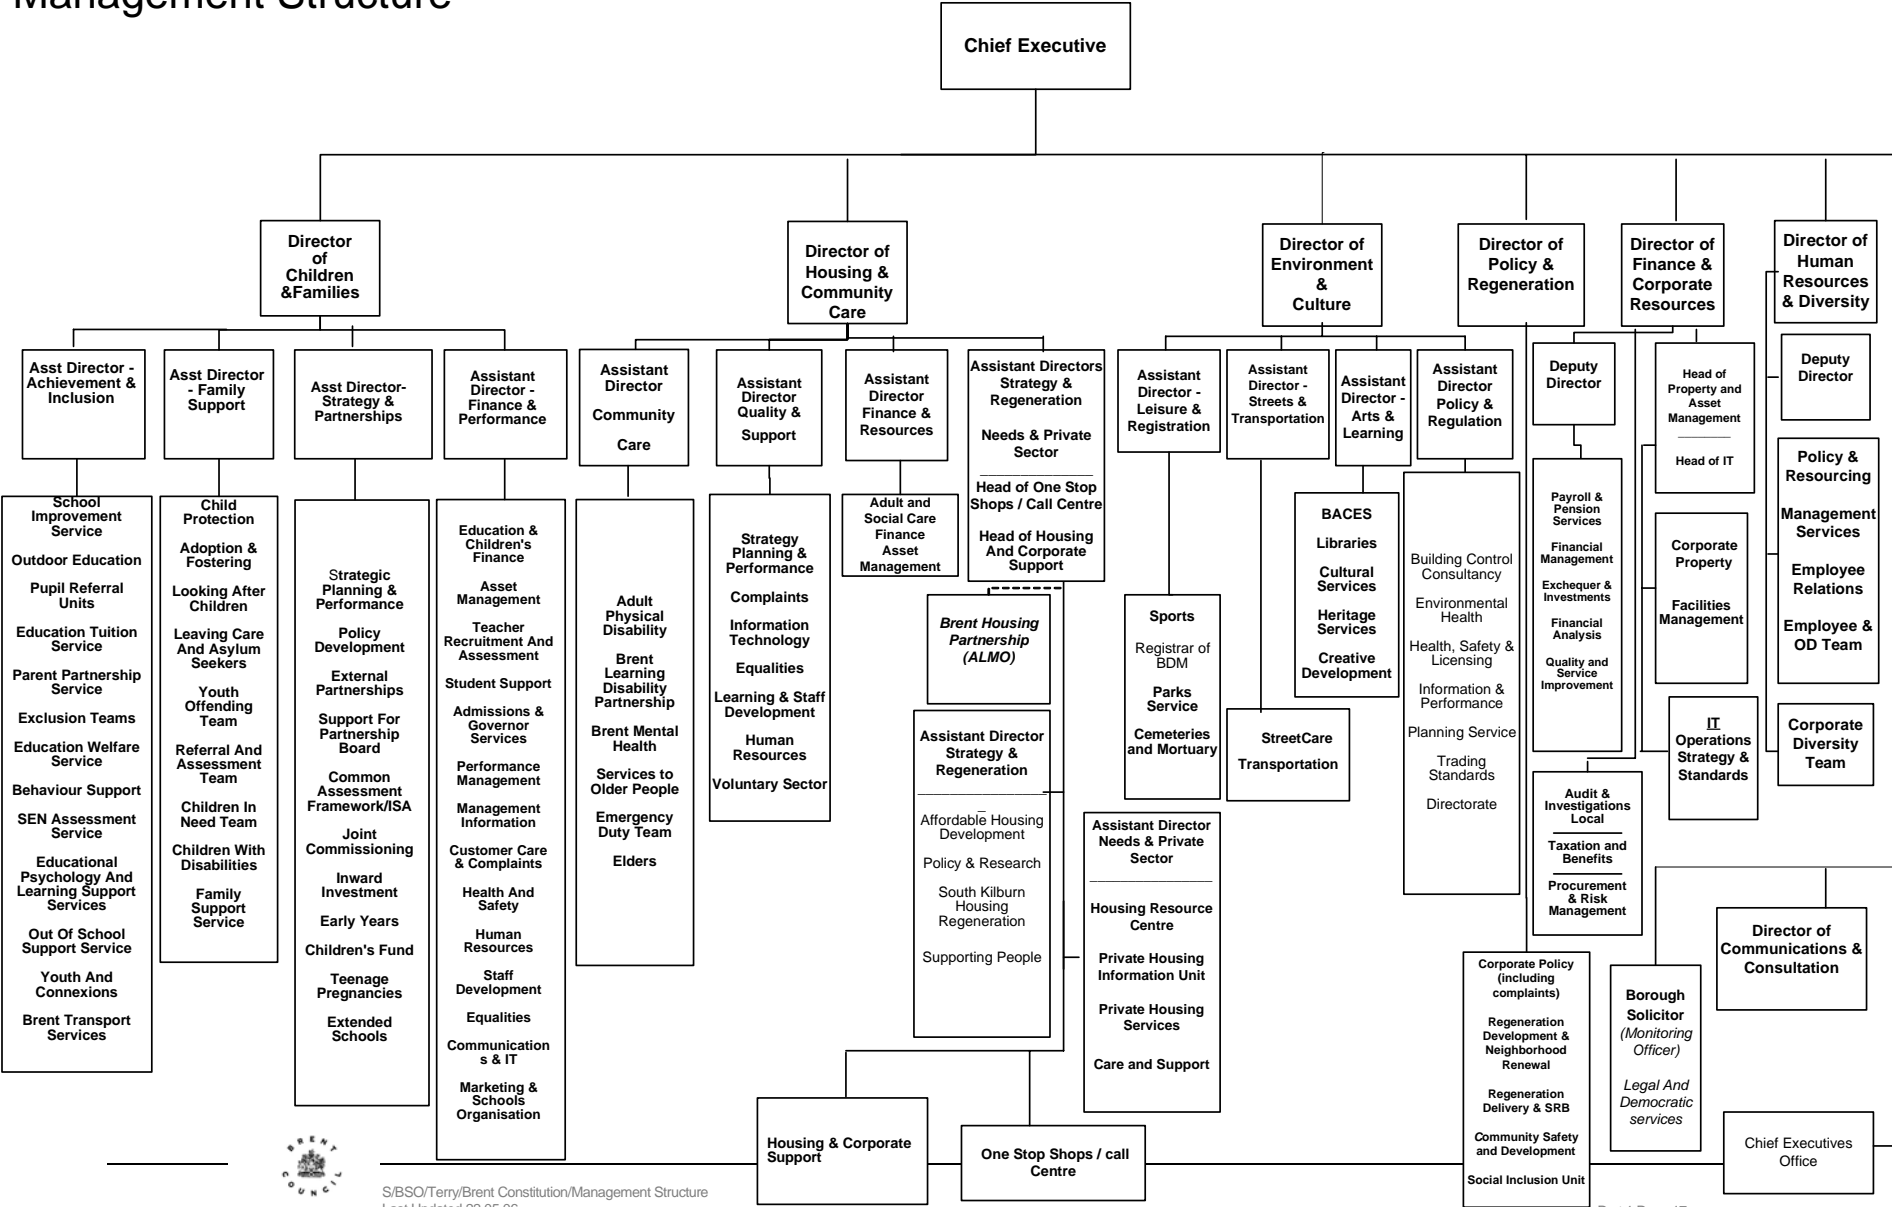 Management Structure
Chief Executive
Director
of
Children
&Families
Director of
Housing &
Community
Care
Director of
Environment
&
Culture
Director of
Policy &
Regeneration
Director of
Finance &
Corporate
Resources
Director of
Human
Resources
& Diversity
Asst Director -
Achievement &
Inclusion
Asst Director
- Family
Support
Asst Director-
Strategy &
Partnerships
Assistant
Director -
Finance &
Performance
Assistant
Director
Community
Care
Assistant
Director
Quality &
Support
Assistant
Director
Finance &
Resources
Assistant Directors
Strategy &
Regeneration
Needs & Private
Sector
Head of One Stop
Shops / Call Centre
Head of Housing
And Corporate
Support
Assistant
Director -
Leisure &
Registration
Assistant
Director -
Streets &
Transportation
Assistant
Director -
Arts &
Learning
Assistant
Director
Policy &
Regulation
Deputy
Director
Head of
Property and
Asset
Management
Head of IT
Deputy
Director
School
Improvement
Service
Outdoor Education
Pupil Referral
Units
Education Tuition
Service
Parent Partnership
Service
Exclusion Teams
Education Welfare
Service
Behaviour Support
SEN Assessment
Service
Educational
Psychology And
Learning Support
Services
Out Of School
Support Service
Youth And
Connexions
Brent Transport
Services
Child
Protection
Adoption &
Fostering
Looking After
Children
Leaving Care
And Asylum
Seekers
Youth
Offending
Team
Referral And
Assessment
Team
Children In
Need Team
Children With
Disabilities
Family
Support
Service
Strategic
Planning &
Performance
Policy
Development
External
Partnerships
Support For
Partnership
Board
Common
Assessment
Framework/ISA
Joint
Commissioning
Inward
Investment
Early Years
Children's Fund
Teenage
Pregnancies
Extended
Schools
Education &
Children's
Finance
Asset
Management
Teacher
Recruitment And
Assessment
Student Support
Admissions &
Governor
Services
Performance
Management
Management
Information
Customer Care
& Complaints
Health And
Safety
Human
Resources
Staff
Development
Equalities
Communication
s & IT
Marketing &
Schools
Organisation
Adult
Physical
Disability
Brent
Learning
Disability
Partnership
Brent Mental
Health
Services to
Older People
Emergency
Duty Team
Elders
Strategy
Planning &
Performance
Complaints
Information
Technology
Equalities
Learning & Staff
Development
Human
Resources
Voluntary Sector
Adult and
Social Care
Finance
Asset
Management
Brent Housing
Partnership
(ALMO)
Assistant Director
Strategy &
Regeneration
Affordable Housing
Development
Policy & Research
South Kilburn
Housing
Regeneration
Supporting People
Assistant Director
Needs & Private
Sector
Housing Resource
Centre
Private Housing
Information Unit
Private Housing
Services
Care and Support
Housing & Corporate
Support
One Stop Shops / call
Centre
Sports
Registrar of
BDM
Parks
Service
Cemeteries
and Mortuary
StreetCare
Transportation
BACES
Libraries
Cultural
Services
Heritage
Services
Creative
Development
Building Control
Consultancy
Environmental
Health
Health, Safety &
Licensing
Information &
Performance
Planning Service
Trading
Standards
Directorate
Corporate Policy
(including
complaints)
Regeneration
Development &
Neighborhood
Renewal
Regeneration
Delivery & SRB
Community Safety
and Development
Social Inclusion Unit
Payroll &
Pension
Services
Financial
Management
Exchequer &
Investments
Financial
Analysis
Quality and
Service
Improvement
Audit &
Investigations
Local
Taxation and
Benefits
Procurement
& Risk
Management
Corporate
Property
Facilities
Management
IT
Operations
Strategy &
Standards
Policy &
Resourcing
Management
Services
Employee
Relations
Employee &
OD Team
Corporate
Diversity
Team
Borough
Solicitor
(Monitoring
Officer)
Legal And
Democratic
services
Director of
Communications &
Consultation
Chief Executives
Office
BRENT
COUNCIL
S/BSO/Terry/Brent Constitution/Management Structure